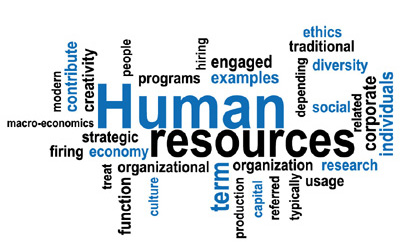 ethics
traditional
hiring
people
engaged
diversity
modern
contribute
creativity
programs
examples
depending
Human
social
related
corporate
individuals
macro-economics
strategic
resources
firing
economy
treat
organizational
organization
research
function
culture
term
production
capital
referred
typically
usage